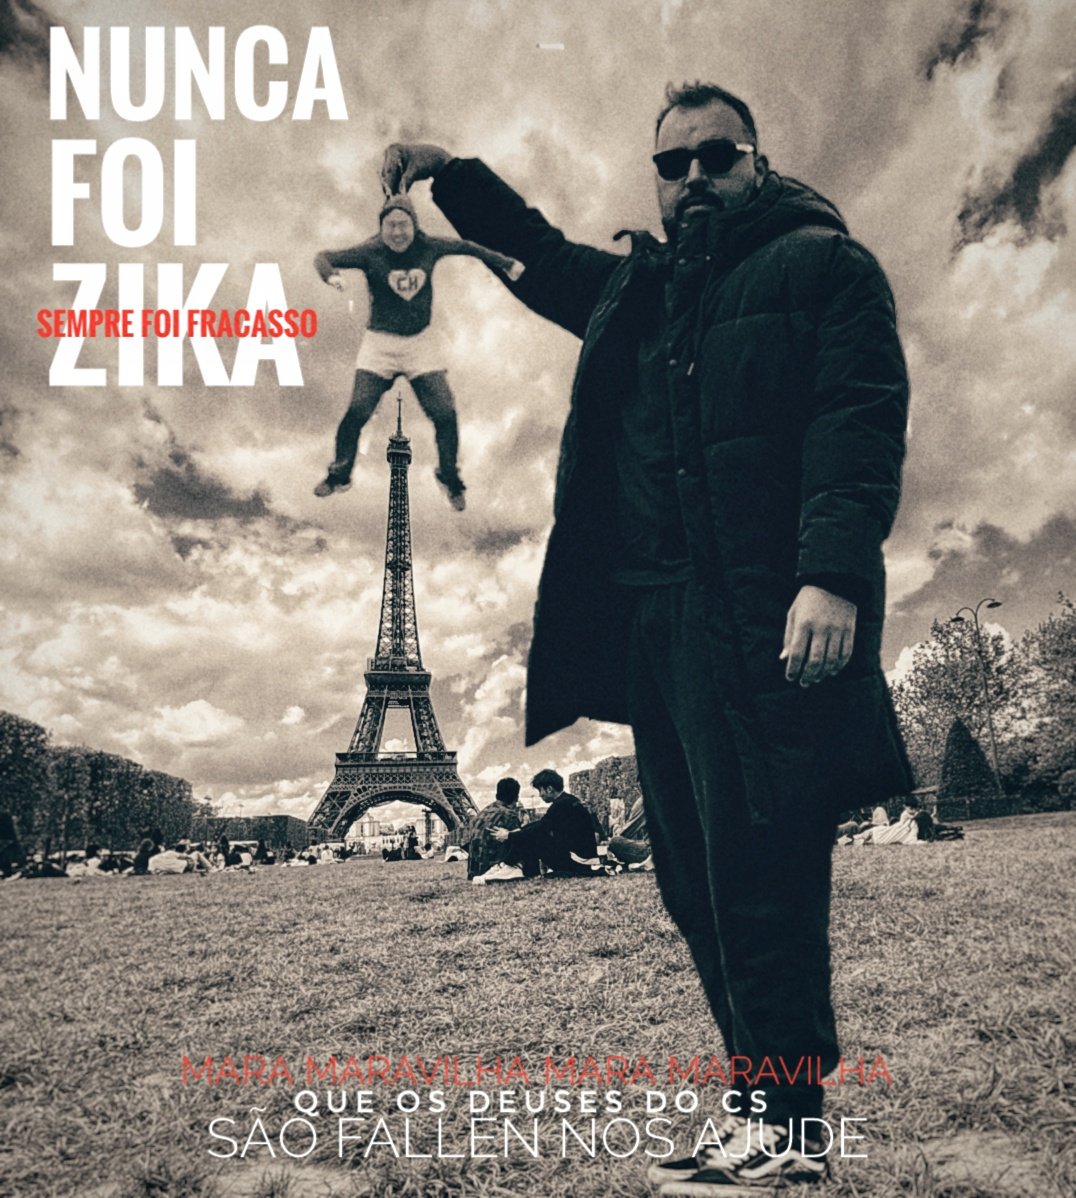 NUNCA
FOI
ZIKA
SEMPRE FOI FRACASSO
CH
MARA MARAVILHA MARA MARAVILHA
QUE OS DEUSES DO CS
SÃO FALLEN NOS AJUDE